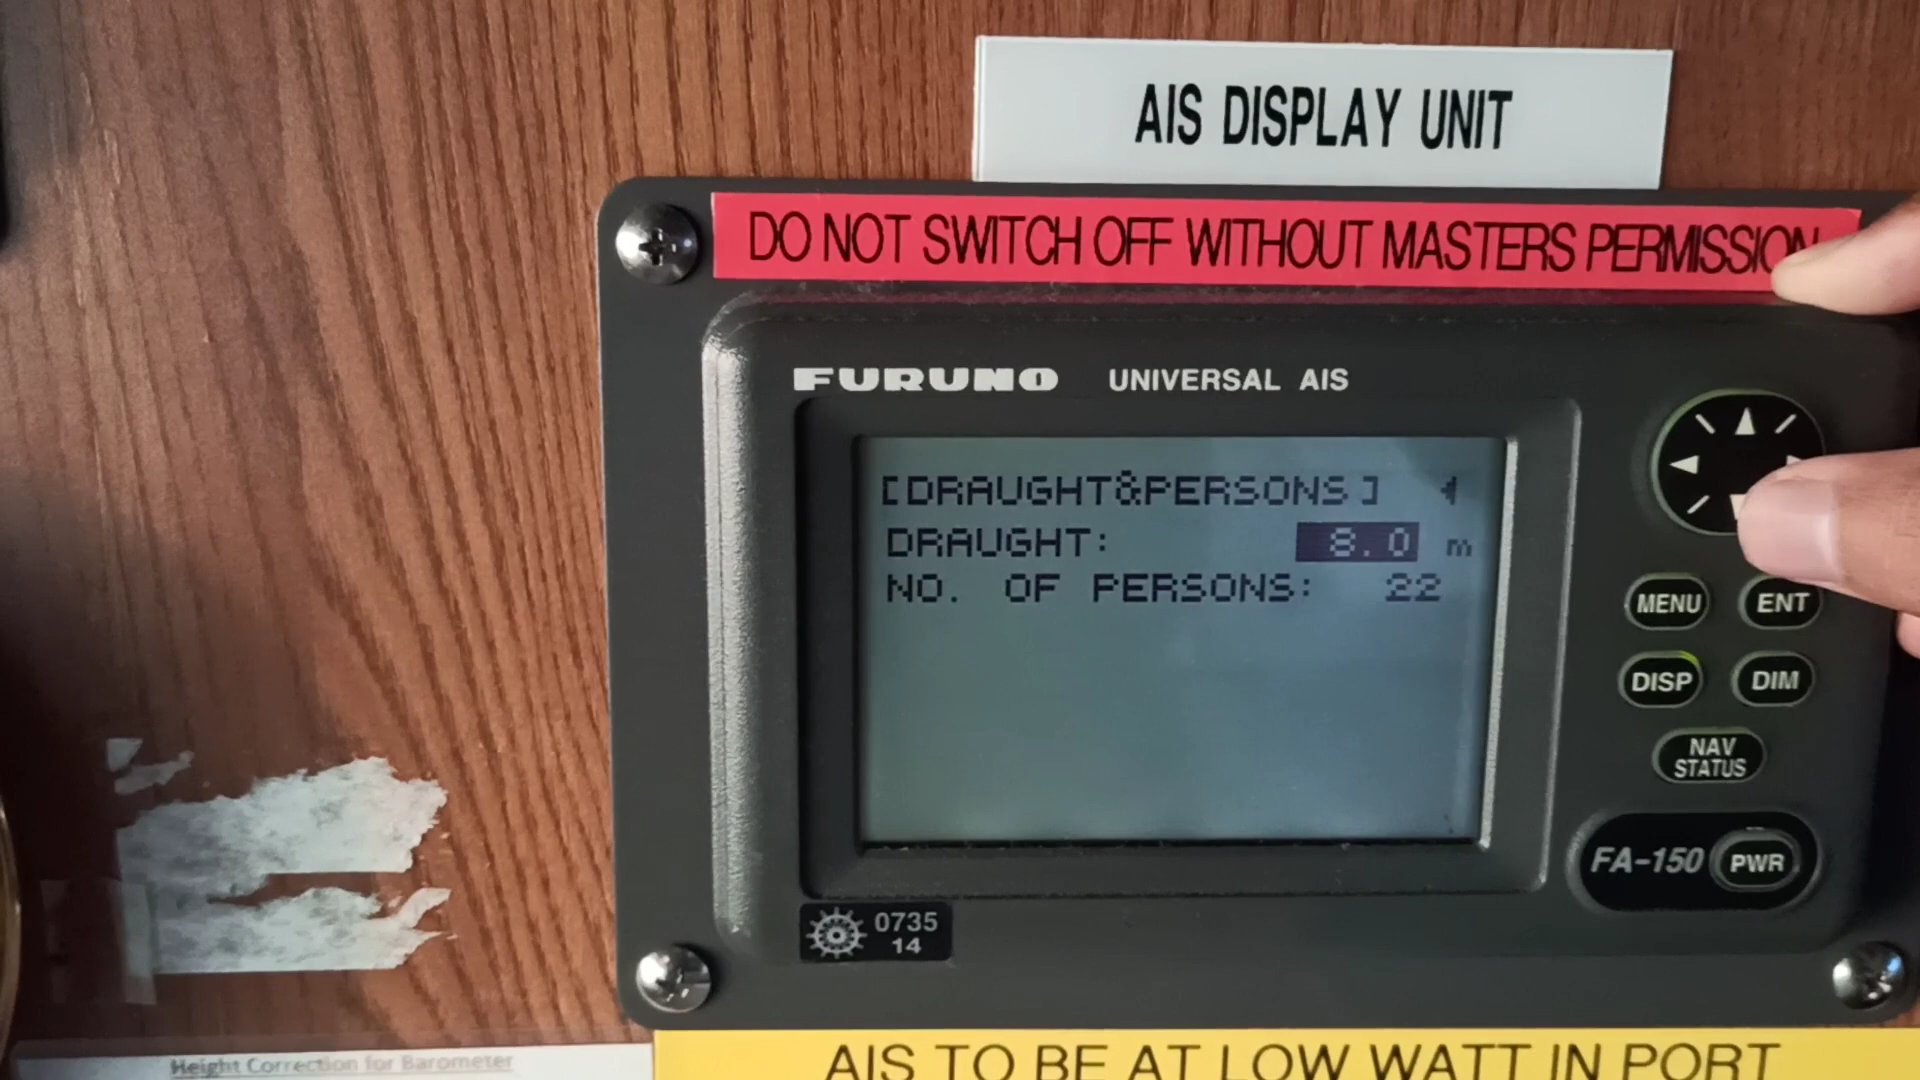 AIS DISPLAY UNIT
DO NOT SWITCH OFF WITHOUT MASTERS PERMISSION
FURUNO UNIVERSAL AIS
[DRAUGHT&PERSONS]
DRAUGHT: 8.0 m
NO. OF PERSONS: 22
MENU ENT
DISP DIM
NAV
STATUS
FA-150 PWR
0735
14
Height Correction for Barometer
AIS TO BE AT LOW WATT IN PORT